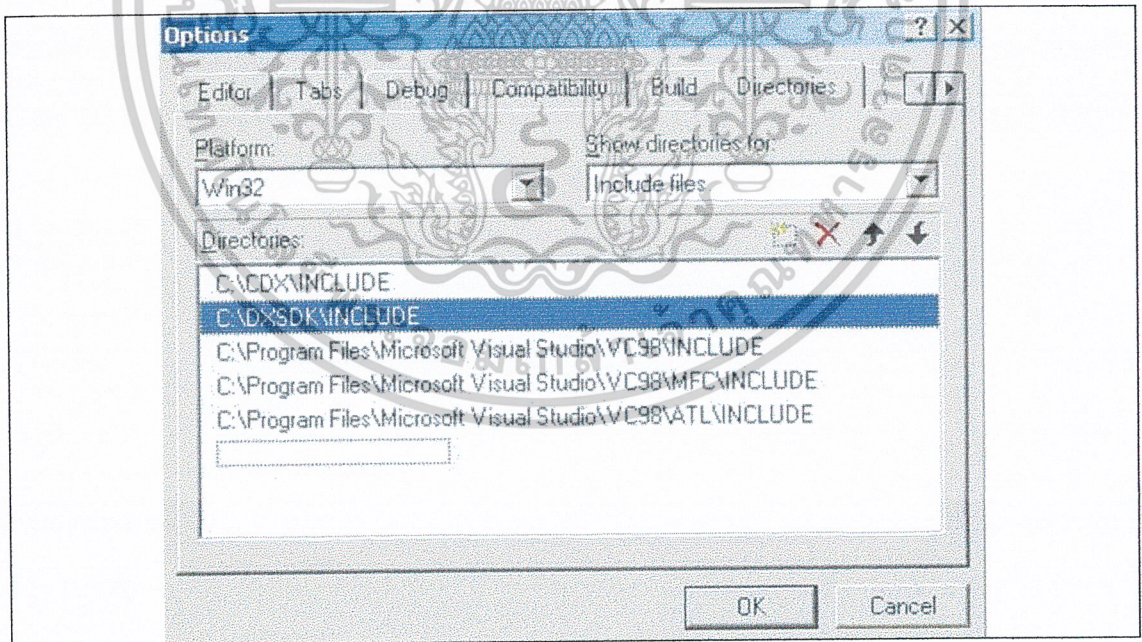 Options
Editor Tabs Debug Compatibility Build Directories
Platform: Show directories for:
Win32 Include files
Directories:
C:\CDX\INCLUDE
C:\DXSDK\INCLUDE
C:\Program Files\Microsoft Visual Studio\VC98\INCLUDE
C:\Program Files\Microsoft Visual Studio\VC98\MFC\INCLUDE
C:\Program Files\Microsoft Visual Studio\VC98\ATL\INCLUDE
OK Cancel